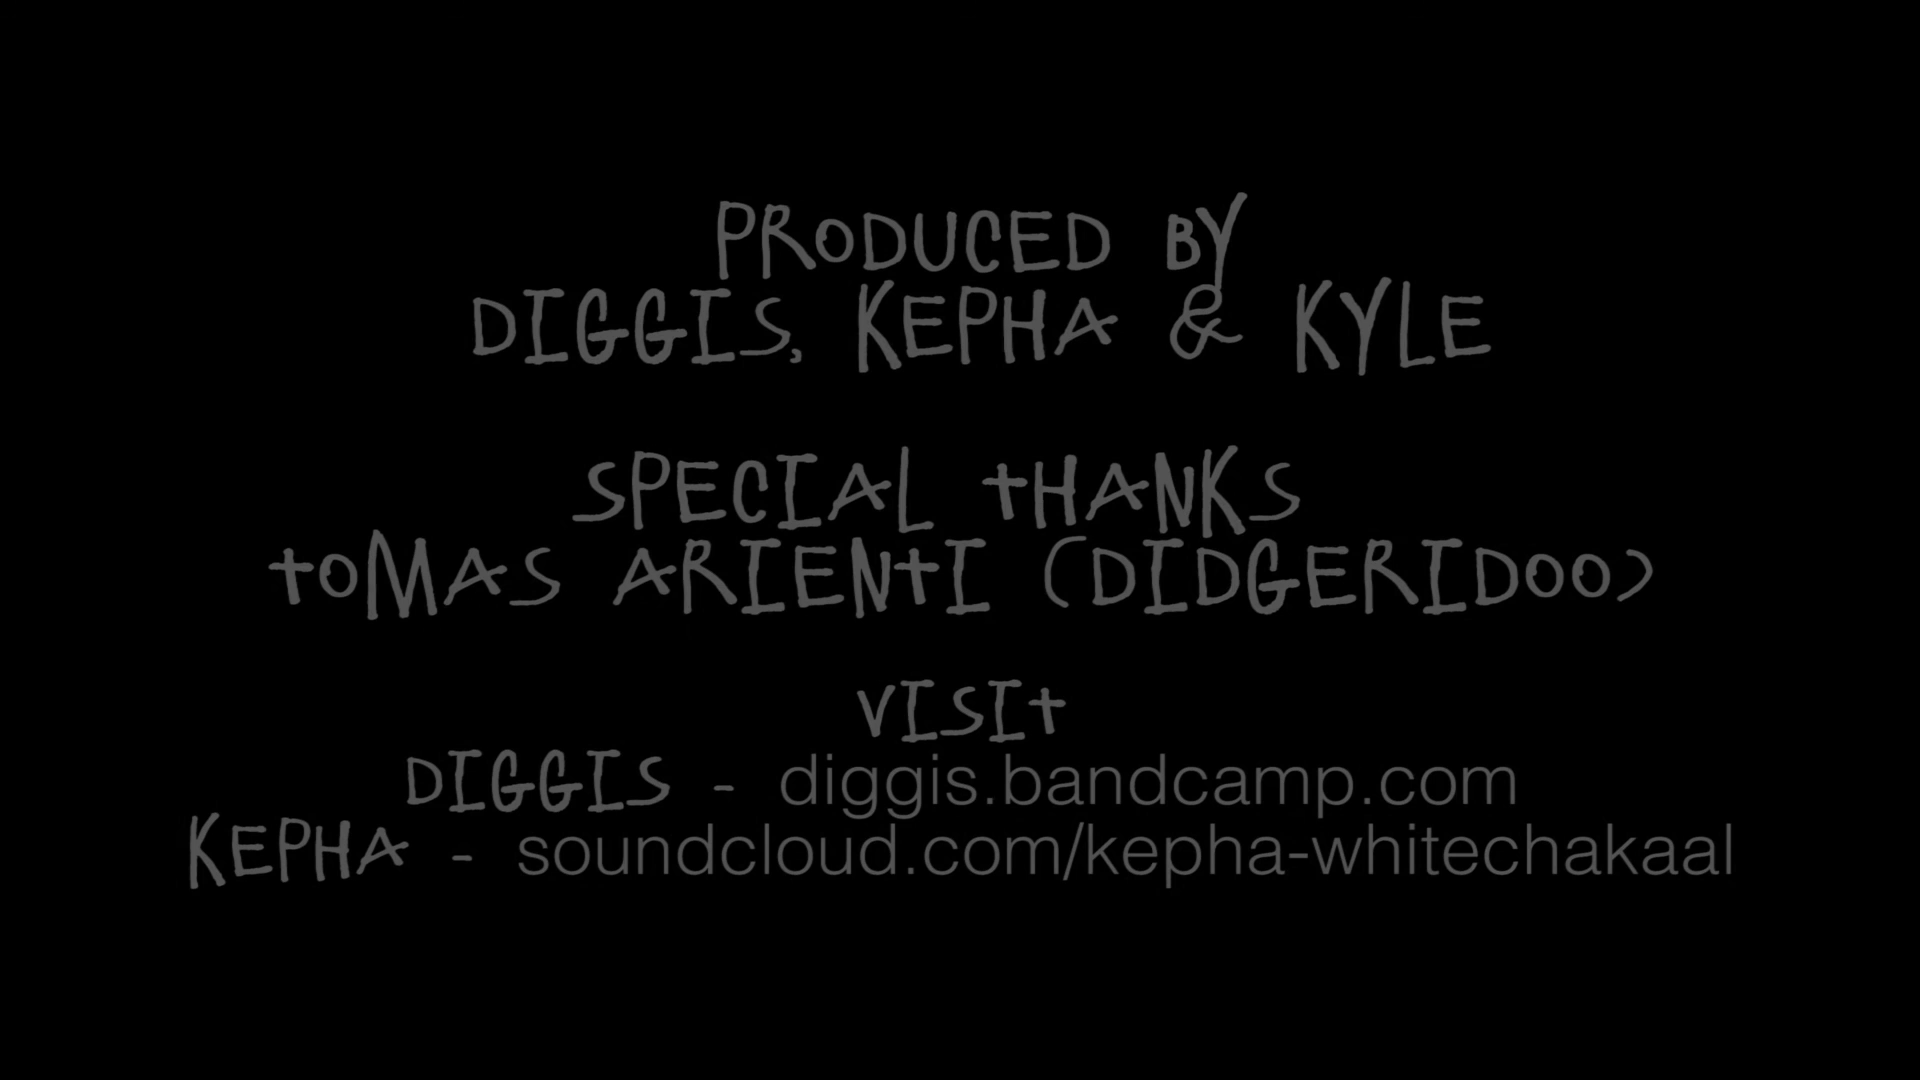 PRODUCED BY
DIGGIS, KEPHA & KYLE
SPECIAL THANKS
TOMAS ARIENTI (DIDGERIDOO)
VISIT
DIGGIS - diggis.bandcamp.com
KEPHA - soundcloud.com/kepha-whitechakaal